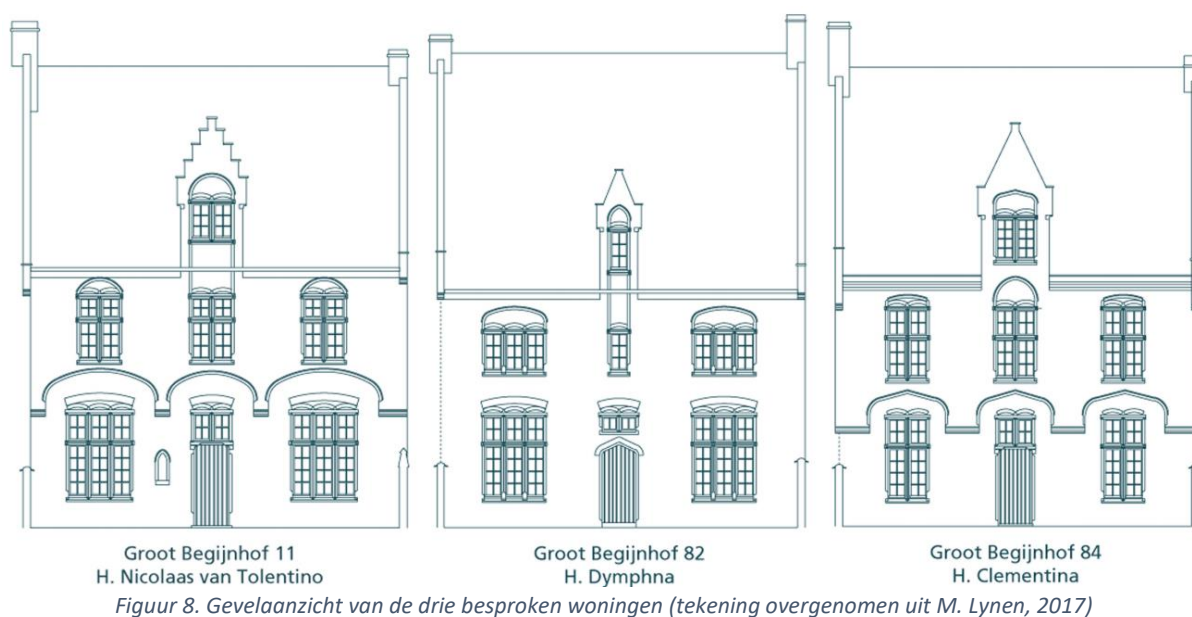 Groot Begijnhof 11
H. Nicolaas van Tolentino
Groot Begijnhof 82
H. Dymphna
Groot Begijnhof 84
H. Clementina
Figuur 8. Gevelaanzicht van de drie besproken woningen (tekening overgenomen uit M. Lynen, 2017)